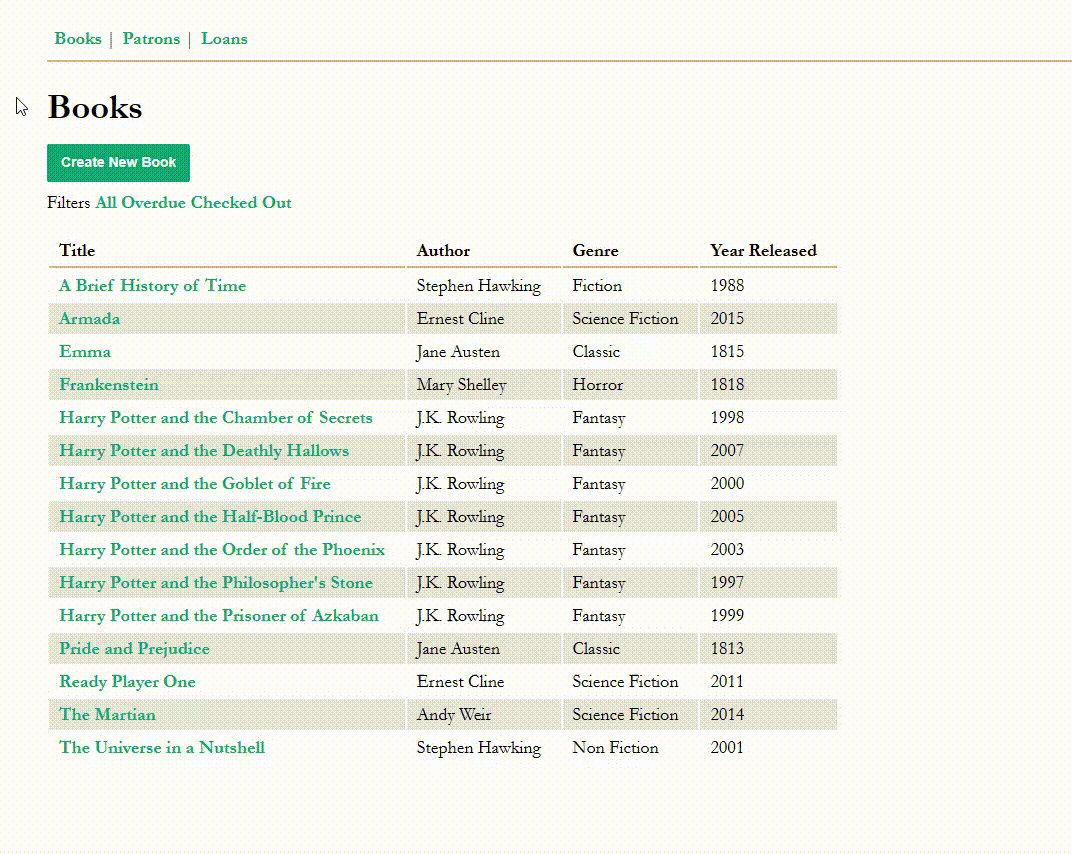 Books | Patrons | Loans
Books
Create New Book
Filters All Overdue Checked Out
Title Author Genre Year Released
A Brief History of Time Stephen Hawking Fiction 1988
Armada Ernest Cline Science Fiction 2015
Emma Jane Austen Classic 1815
Frankenstein Mary Shelley Horror 1818
Harry Potter and the Chamber of Secrets J.K. Rowling Fantasy 1998
Harry Potter and the Deathly Hallows J.K. Rowling Fantasy 2007
Harry Potter and the Goblet of Fire J.K. Rowling Fantasy 2000
Harry Potter and the Half-Blood Prince J.K. Rowling Fantasy 2005
Harry Potter and the Order of the Phoenix J.K. Rowling Fantasy 2003
Harry Potter and the Philosopher's Stone J.K. Rowling Fantasy 1997
Harry Potter and the Prisoner of Azkaban J.K. Rowling Fantasy 1999
Pride and Prejudice Jane Austen Classic 1813
Ready Player One Ernest Cline Science Fiction 2011
The Martian Andy Weir Science Fiction 2014
The Universe in a Nutshell Stephen Hawking Non Fiction 2001